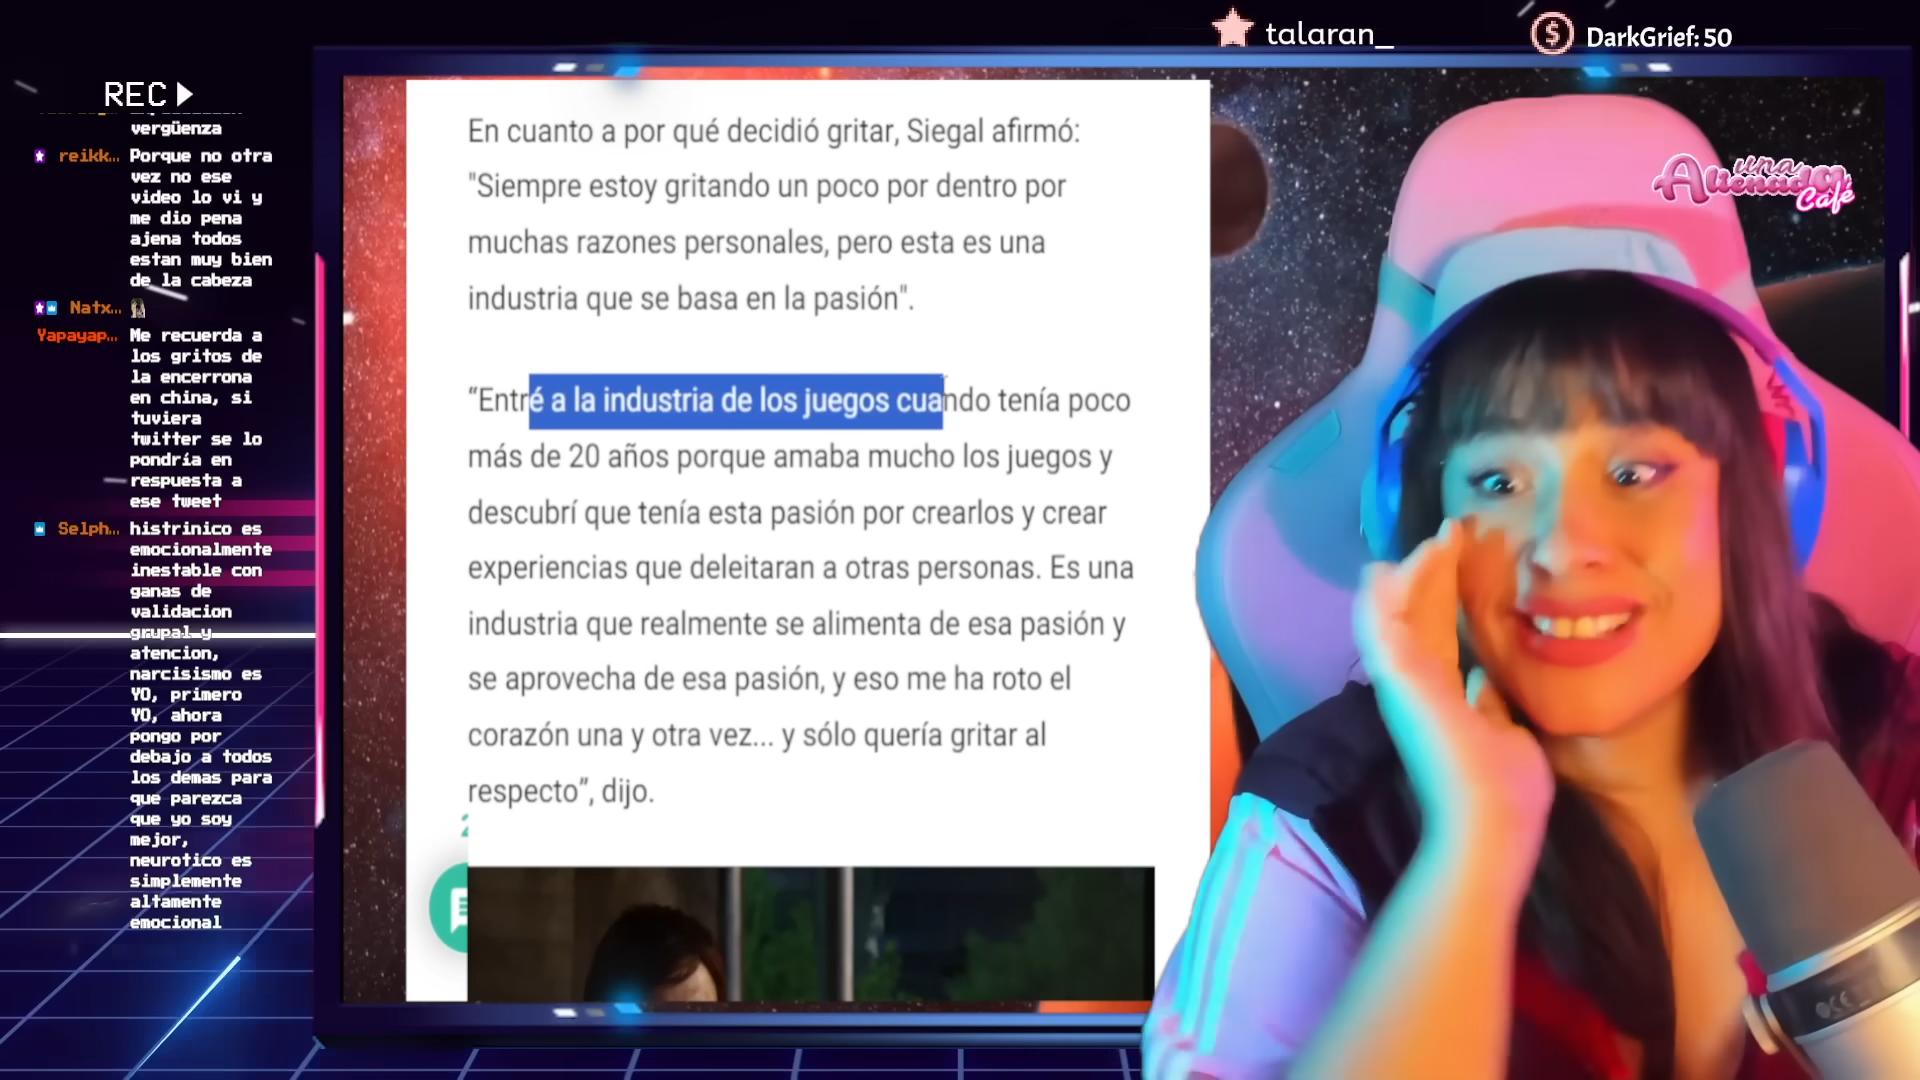 talaran_
DarkGrief: 50
REC
vergüenza
reikk... Porque no otra
vez no ese
video lo vi y
me dio pena
ajena todos
estan muy bien
de la cabeza
Natx...
Yapayap... Me recuerda a
los gritos de
la encerrona
en china, si
tuviera
twitter se lo
pondría en
respuesta a
ese tweet
Selph... histrinico es
emocionalmente
inestable con
ganas de
validacion
grupal y
atencion,
narcisismo es
YO, primero
YO, ahora
pongo por
debajo a todos
los demas para
que parezca
que yo soy
mejor,
neurotico es
simplemente
altamente
emocional
En cuanto a por qué decidió gritar, Siegal afirmó:
"Siempre estoy gritando un poco por dentro por
muchas razones personales, pero esta es una
industria que se basa en la pasión".
“Entré a la industria de los juegos cuando tenía poco
más de 20 años porque amaba mucho los juegos y
descubrí que tenía esta pasión por crearlos y crear
experiencias que deleitaran a otras personas. Es una
industria que realmente se alimenta de esa pasión y
se aprovecha de esa pasión, y eso me ha roto el
corazón una y otra vez... y sólo quería gritar al
respecto”, dijo.
una
Alienada
Café